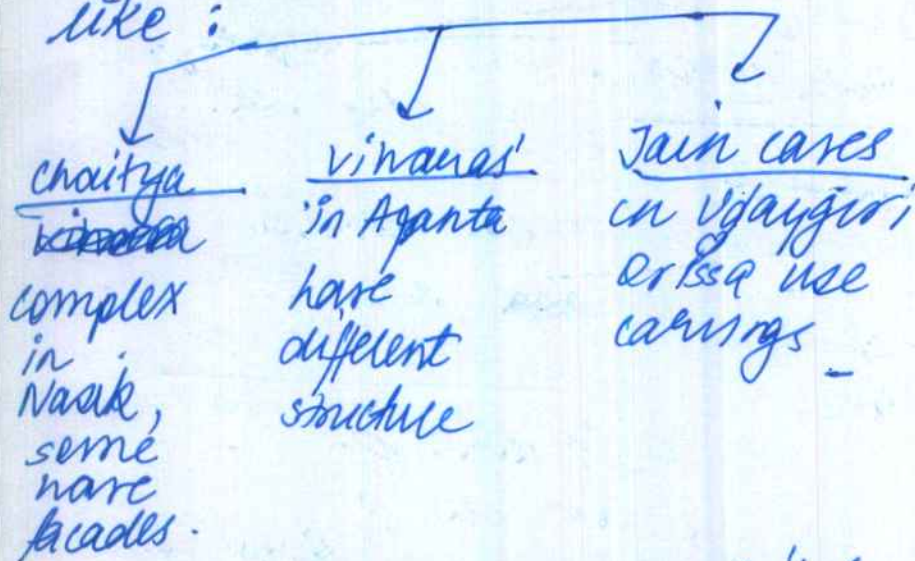 like :
chaitya
complex
in
Nasik,
some
have
facades.
viharas
in Ajanta
have
different
structure
Jain caves
in Udaygiri,
Orissa use
carvings